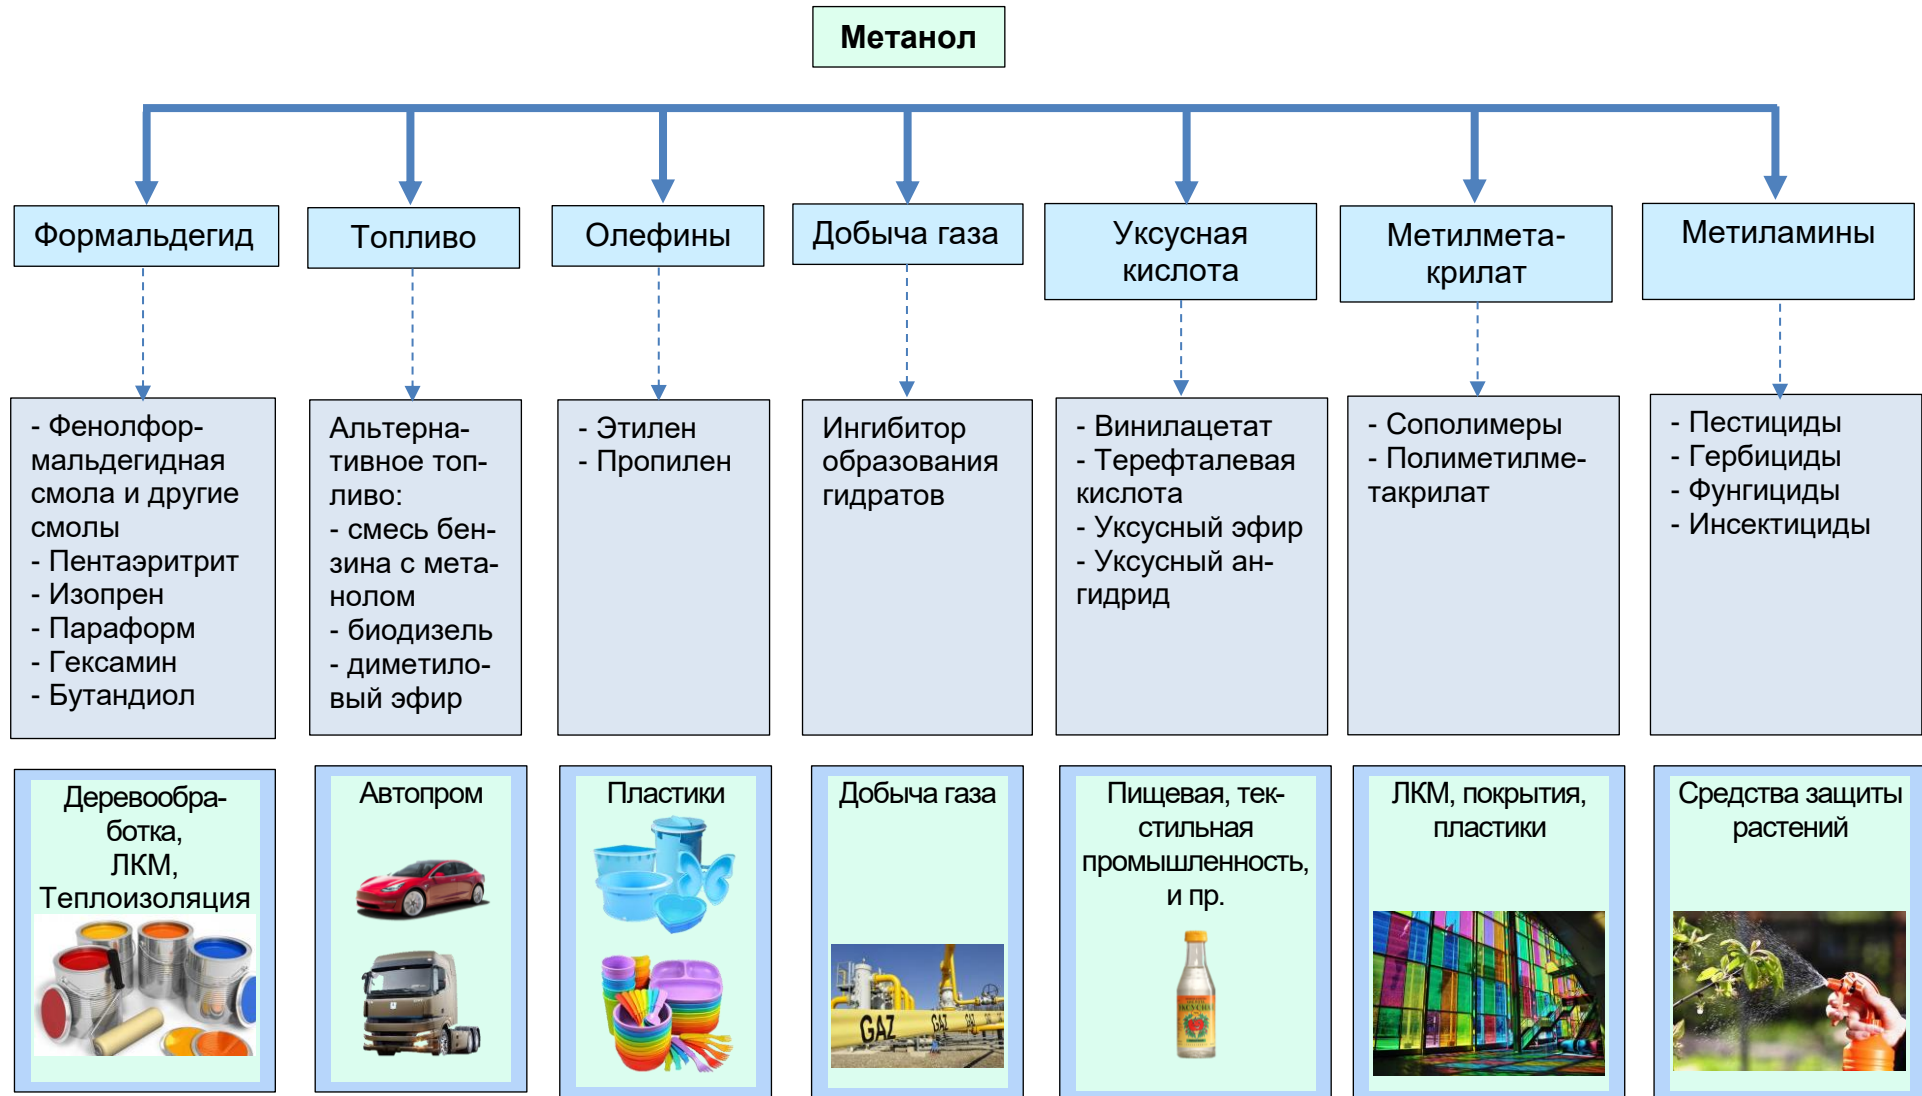 Метанол
Формальдегид
Топливо
Олефины
Добыча газа
Уксусная
кислота
Метилмета-
крилат
Метиламины
- Фенолфор-
мальдегидная
смола и другие
смолы
- Пентаэритрит
- Изопрен
- Параформ
- Гексамин
- Бутандиол
Альтерна-
тивное топ-
ливо:
- смесь бен-
зина с мета-
нолом
- биодизель
- диметило-
вый эфир
- Этилен
- Пропилен
Ингибитор
образования
гидратов
- Винилацетат
- Терефталевая
кислота
- Уксусный эфир
- Уксусный ан-
гидрид
- Сополимеры
- Полиметилме-
такрилат
- Пестициды
- Гербициды
- Фунгициды
- Инсектициды
Деревообра-
ботка,
ЛКМ,
Теплоизоляция
Автопром
Пластики
Добыча газа
GAZ
GAZ
Пищевая, тек-
стильная
промышленность,
и пр.
ЛКМ, покрытия,
пластики
Средства защиты
растений